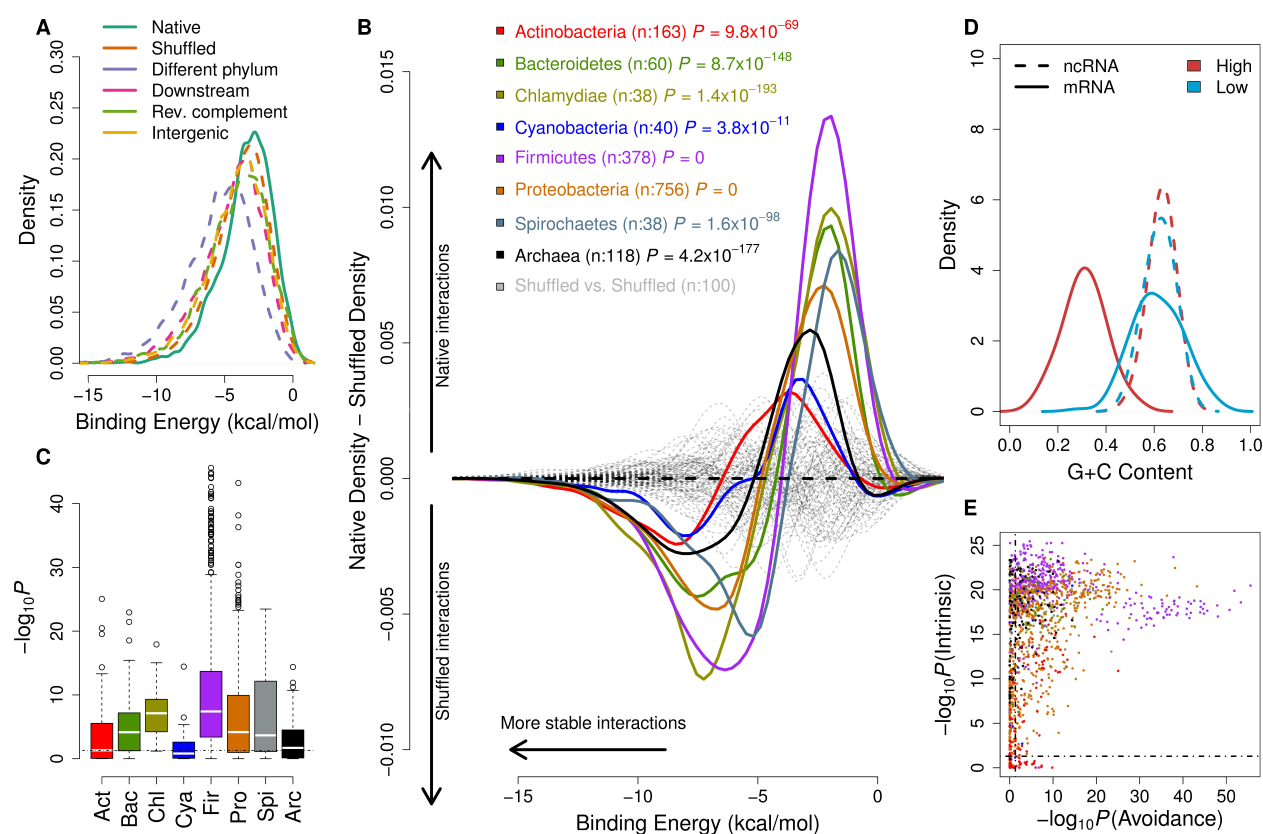 A
Native
Shuffled
Different phylum
Downstream
Rev. complement
Intergenic
Density
0.00
0.05
0.10
0.15
0.20
0.25
0.30
−15
−10
−5
0
Binding Energy (kcal/mol)
B
Actinobacteria (n:163) P = 9.8x10−69
Bacteroidetes (n:60) P = 8.7x10−148
Chlamydiae (n:38) P = 1.4x10−193
Cyanobacteria (n:40) P = 3.8x10−11
Firmicutes (n:378) P = 0
Proteobacteria (n:756) P = 0
Spirochaetes (n:38) P = 1.6x10−98
Archaea (n:118) P = 4.2x10−177
Shuffled vs. Shuffled (n:100)
Native Density − Shuffled Density
−0.010
−0.005
0.000
0.005
0.010
0.015
Native interactions
Shuffled interactions
More stable interactions
−15
−10
−5
0
Binding Energy (kcal/mol)
C
−log10P
0
10
20
30
40
Act
Bac
Chl
Cya
Fir
Pro
Spi
Arc
D
ncRNA
mRNA
High
Low
Density
0
2
4
6
8
10
0.0
0.2
0.4
0.6
0.8
1.0
G+C Content
E
−log10P(Intrinsic)
0
5
10
15
20
25
0
10
20
30
40
50
−log10P(Avoidance)